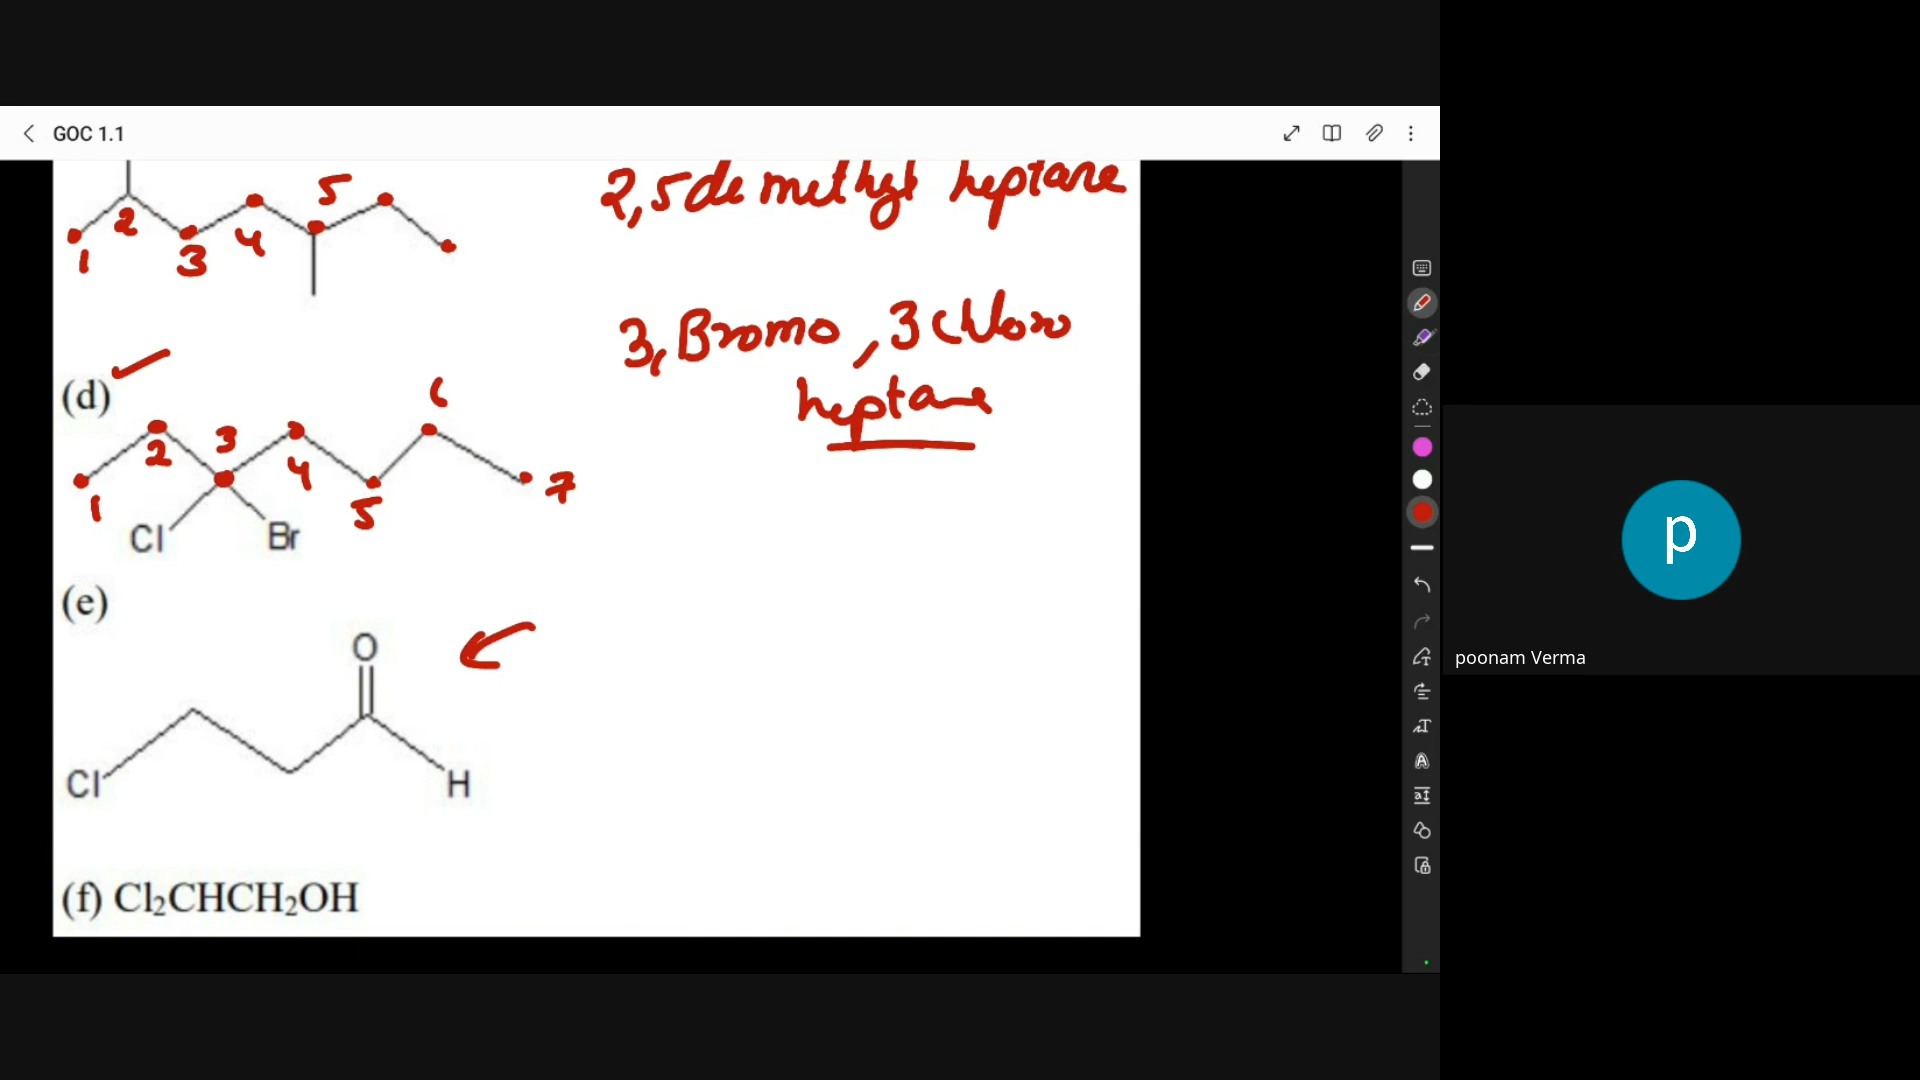 GOC 1.1
2,5 di methyl heptane
1 2 3 4 5
3, Bromo, 3 chloro
heptane
(d)
1 2 3 4 5 6 7
Cl Br
(e)
O
Cl H
(f) Cl₂CHCH₂OH
p
poonam Verma